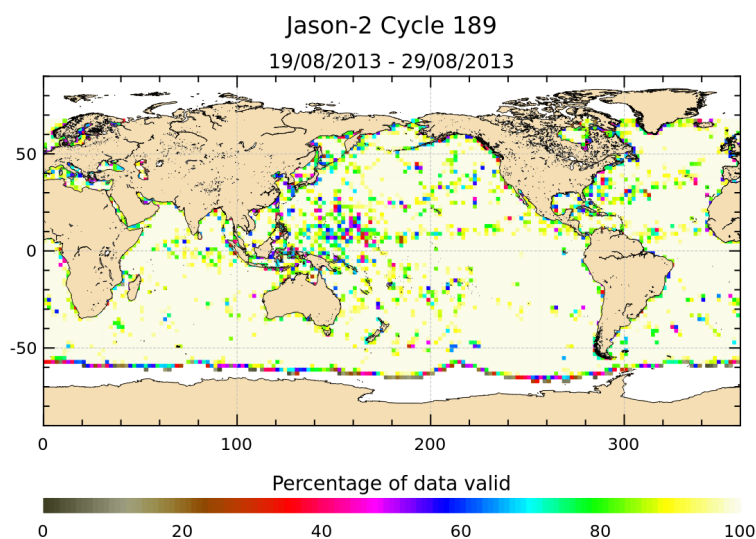 Jason-2 Cycle 189
19/08/2013 - 29/08/2013
50
0
-50
0 100 200 300
Percentage of data valid
0 20 40 60 80 100